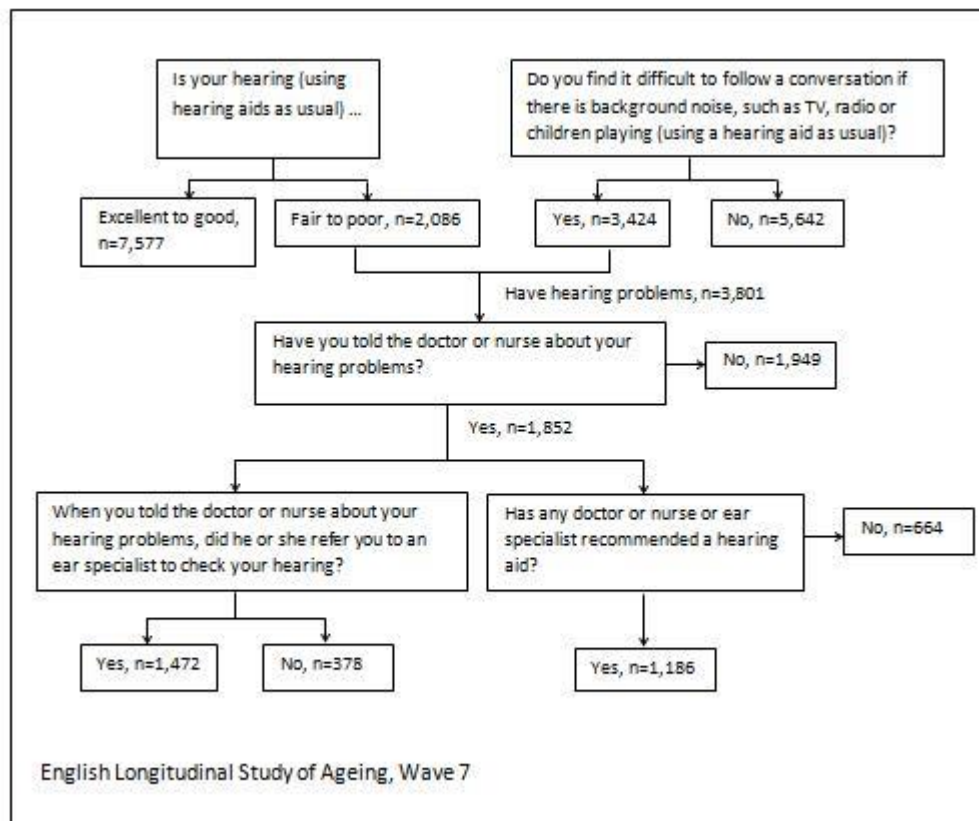 Is your hearing (using
hearing aids as usual) ...
Do you find it difficult to follow a conversation if
there is background noise, such as TV, radio or
children playing (using a hearing aid as usual)?
Excellent to good,
n=7,577
Fair to poor, n=2,086
Yes, n=3,424
No, n=5,642
Have hearing problems, n=3,801
Have you told the doctor or nurse about your
hearing problems?
No, n=1,949
Yes, n=1,852
When you told the doctor or nurse about your
hearing problems, did he or she refer you to an
ear specialist to check your hearing?
Has any doctor or nurse or ear
specialist recommended a hearing
aid?
No, n=664
Yes, n=1,472
No, n=378
Yes, n=1,186
English Longitudinal Study of Ageing, Wave 7